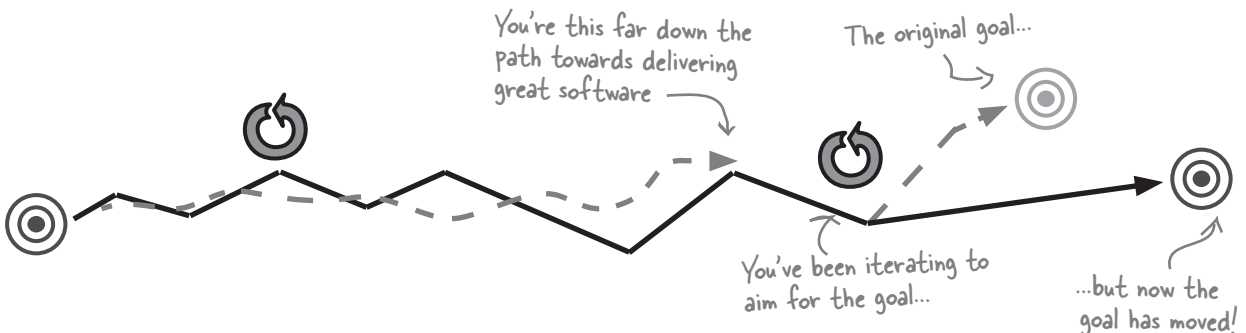 You're this far down the
path towards delivering
great software
The original goal...
You've been iterating to
aim for the goal...
...but now the
goal has moved!